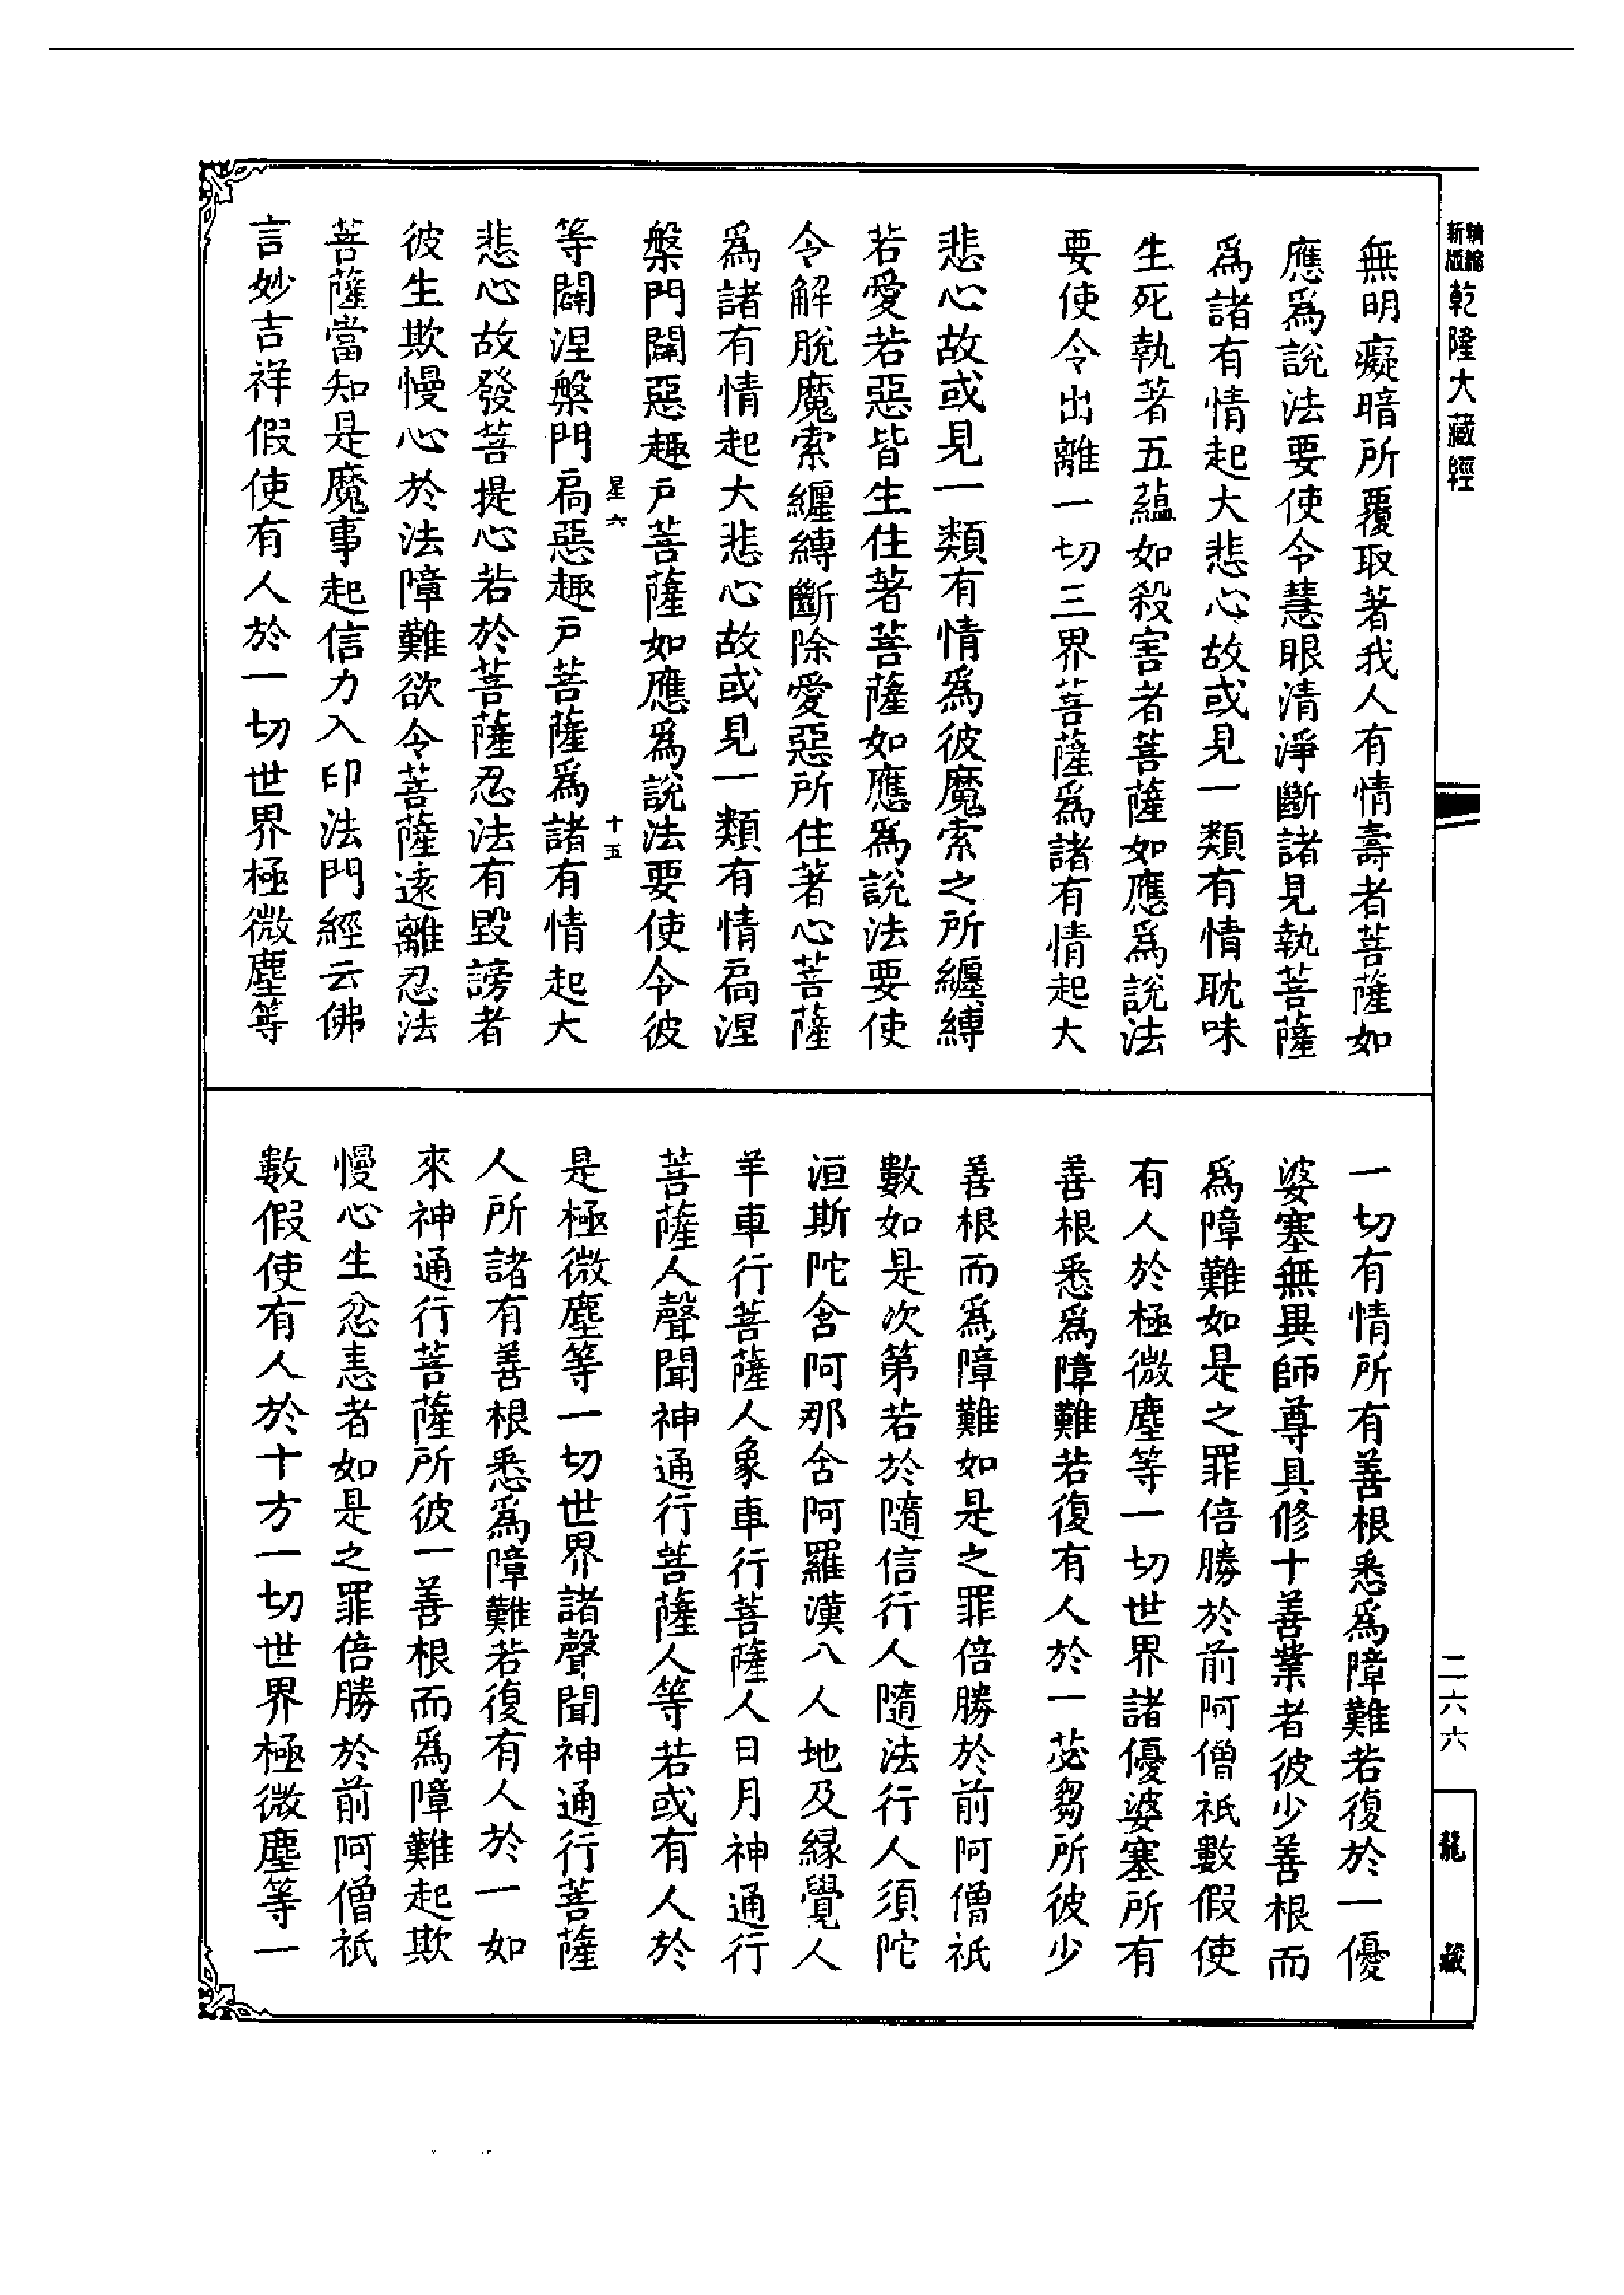 新編縮版乾隆大藏經
無明癡暗所覆取著我人有情壽者菩薩如
應爲說法要使令慧眼清淨斷諸見執菩薩
爲諸有情起大悲心故或見一類有情耽味
生死執著五蘊如殺害者菩薩如應爲說法
要使令出離一切三界菩薩爲諸有情起大
悲心故或見一類有情爲彼魔索之所纏縛
若愛若惡皆生住著菩薩如應爲說法要使
令解脫魔索纏縛斷除愛惡所住著心菩薩
爲諸有情起大悲心故或見一類有情扃涅
槃門闢惡趣戶菩薩如應爲說法要使令彼
星六 十五
等闢涅槃門扃惡趣戶菩薩爲諸有情起大
悲心故發菩提心若於菩薩忍法有毀謗者
彼生欺慢心於法障難欲令菩薩遠離忍法
菩薩當知是魔事起信力入印法門經云佛
言妙吉祥假使有人於一切世界極微塵等
一切有情所有善根悉爲障難若復於一優
婆塞無異師尊具修十善業者彼少善根而
爲障難如是之罪倍勝於前阿僧祇數假使
有人於極微塵等一切世界諸優婆塞所有
善根悉爲障難若復有人於一苾芻所彼少
善根而爲障難如是之罪倍勝於前阿僧祇
數如是次第若於隨信行人隨法行人須陀
洹斯陀含阿那含阿羅漢八人地及緣覺人
羊車行菩薩人象車行菩薩人日月神通行
菩薩人聲聞神通行菩薩人等若或有人於
是極微塵等一切世界諸聲聞神通行菩薩
人所諸有善根悉爲障難若復有人於一如
來神通行菩薩所彼一善根而爲障難起欺
慢心生忿恚者如是之罪倍勝於前阿僧祇
數假使有人於十方一切世界極微塵等一
二六六
龍藏